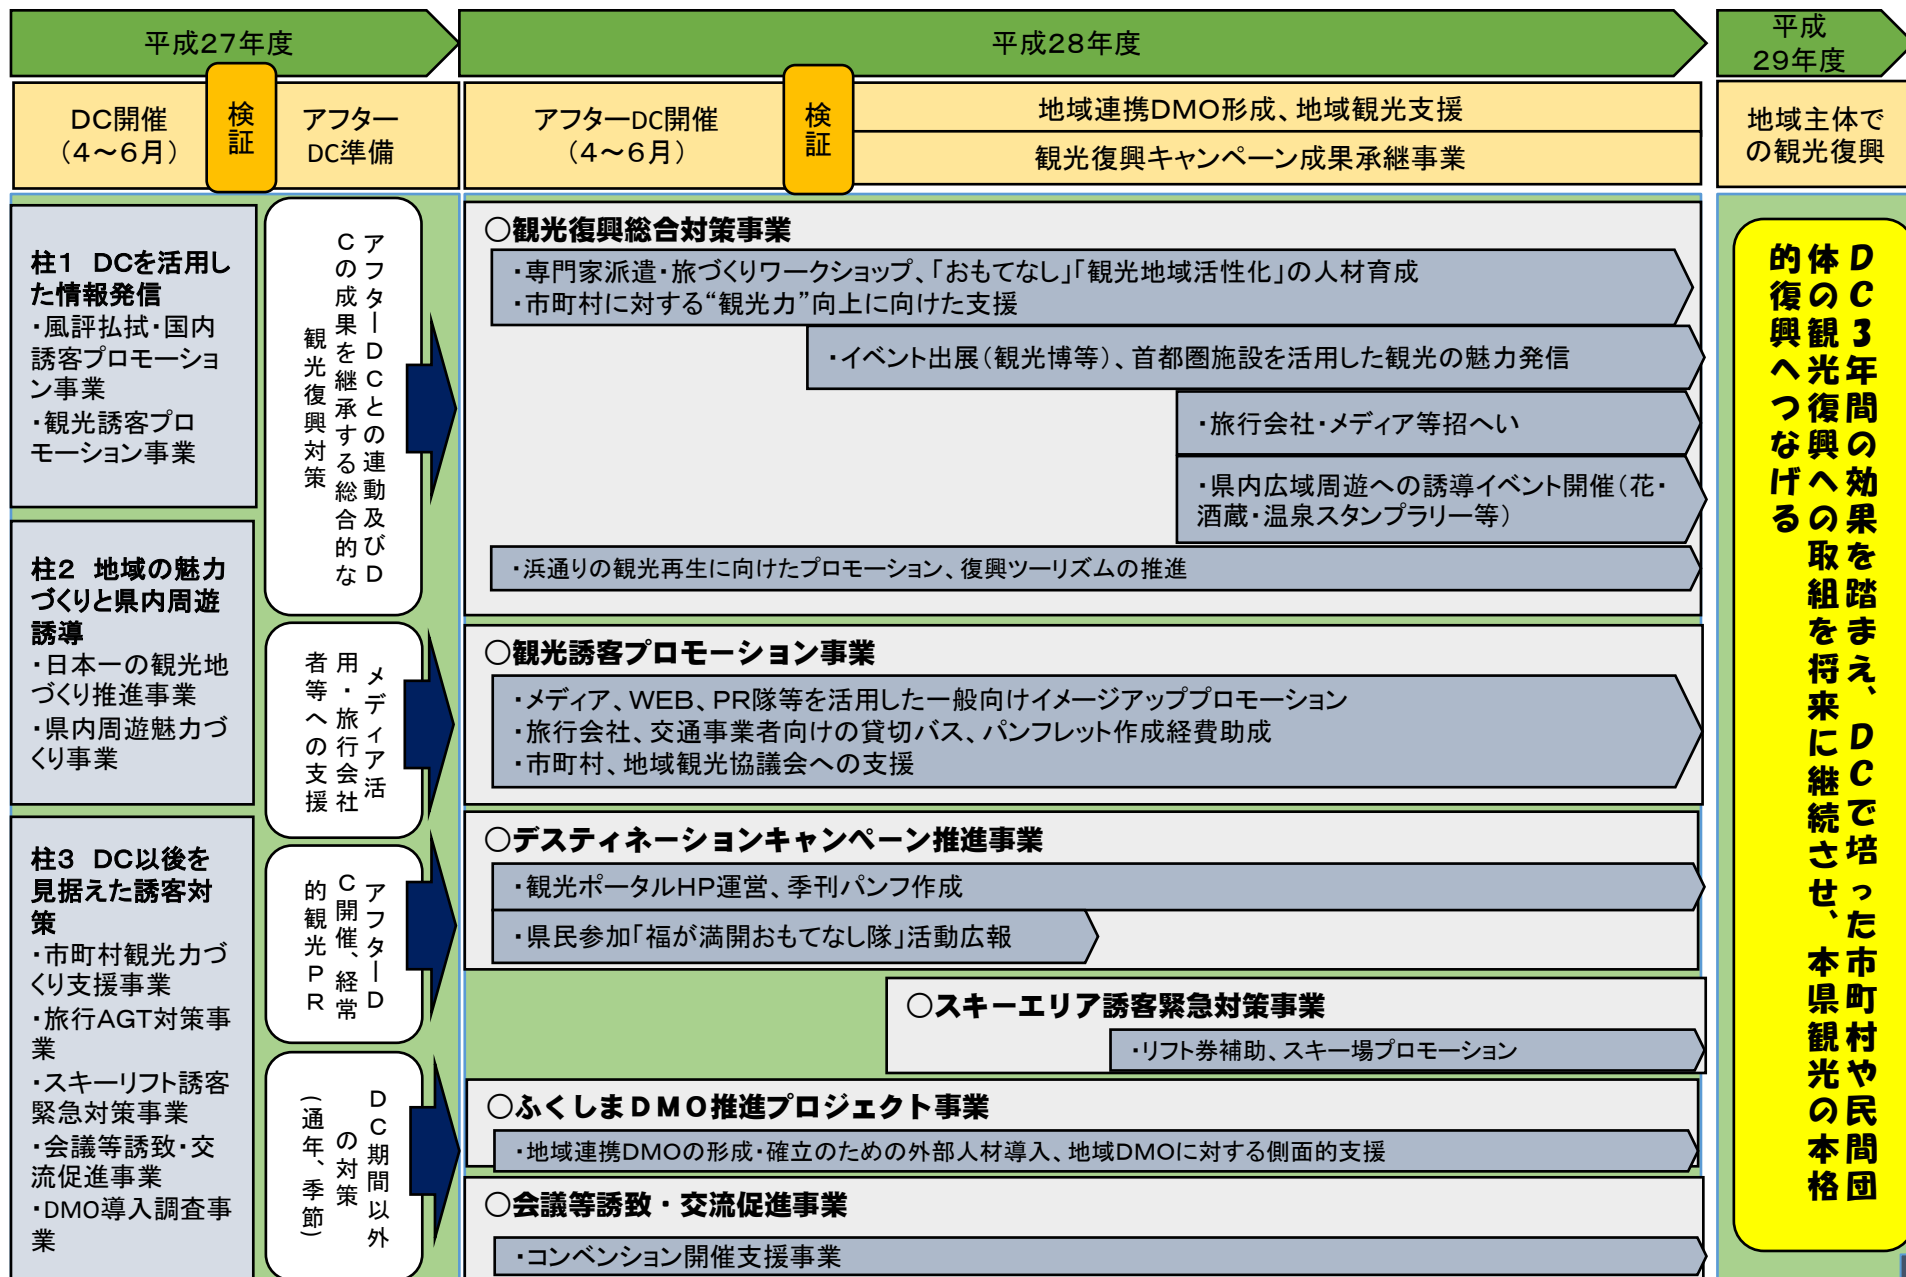 平成27年度
平成28年度
平成
29年度
DC開催
（4～6月）
検
証
アフター
DC準備
アフターDC開催
（4～6月）
検
証
地域連携DMO形成、地域観光支援
観光復興キャンペーン成果承継事業
地域主体で
の観光復興
柱1　DCを活用し
た情報発信
・風評払拭・国内
誘客プロモーショ
ン事業
・観光誘客プロ
モーション事業
柱2　地域の魅力
づくりと県内周遊
誘導
・日本一の観光地
づくり推進事業
・県内周遊魅力づ
くり事業
柱3　DC以後を
見据えた誘客対
策
・市町村観光力づ
くり支援事業
・旅行AGT対策事
業
・スキーリフト誘客
緊急対策事業
・会議等誘致・交
流促進事業
・DMO導入調査事
業
アフターDCとの連動及びD
Cの成果を継承する総合的な
観光復興対策
メディア活
用・旅行会社
者等への支援
アフターD
C開催、経常
的観光PR
DC期間以外
の対策
（通年、季節）
○観光復興総合対策事業
・専門家派遣・旅づくりワークショップ、「おもてなし」「観光地域活性化」の人材育成
・市町村に対する“観光力”向上に向けた支援
・イベント出展（観光博等）、首都圏施設を活用した観光の魅力発信
・旅行会社・メディア等招へい
・県内広域周遊への誘導イベント開催（花・
酒蔵・温泉スタンプラリー等）
・浜通りの観光再生に向けたプロモーション、復興ツーリズムの推進
○観光誘客プロモーション事業
・メディア、WEB、PR隊等を活用した一般向けイメージアッププロモーション
・旅行会社、交通事業者向けの貸切バス、パンフレット作成経費助成
・市町村、地域観光協議会への支援
○デスティネーションキャンペーン推進事業
・観光ポータルHP運営、季刊パンフ作成
・県民参加「福が満開おもてなし隊」活動広報
○スキーエリア誘客緊急対策事業
・リフト券補助、スキー場プロモーション
○ふくしまDMO推進プロジェクト事業
・地域連携DMOの形成・確立のための外部人材導入、地域DMOに対する側面的支援
○会議等誘致・交流促進事業
・コンベンション開催支援事業
DC3年間の効果を踏まえ、DCで培った市町村や民間団
体の観光復興への取組を将来に継続させ、本県観光の本格
的復興へつなげる